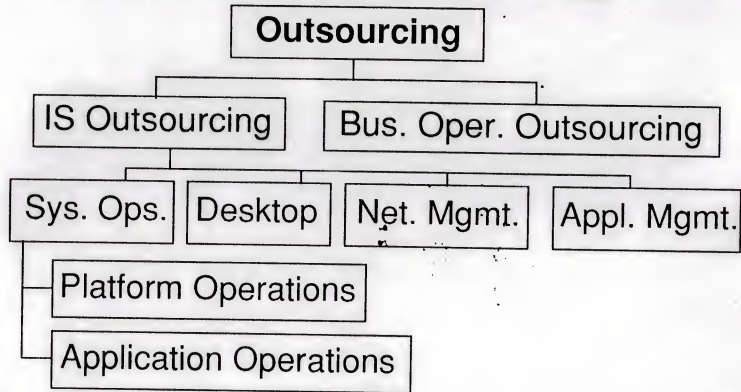 Outsourcing
IS Outsourcing
Bus. Oper. Outsourcing
Sys. Ops.
Desktop
Net. Mgmt.
Appl. Mgmt.
Platform Operations
Application Operations